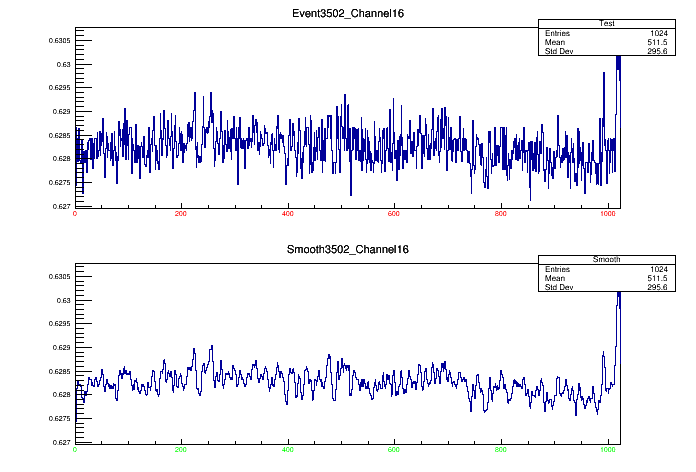 Event3502_Channel16
Test
Entries 1024
Mean 511.5
Std Dev 295.6
0.6305
0.63
0.6295
0.629
0.6285
0.628
0.6275
0.627
0 200 400 600 800 1000
Smooth3502_Channel16
Smooth
Entries 1024
Mean 511.5
Std Dev 295.6
0.6305
0.63
0.6295
0.629
0.6285
0.628
0.6275
0.627
0 200 400 600 800 1000